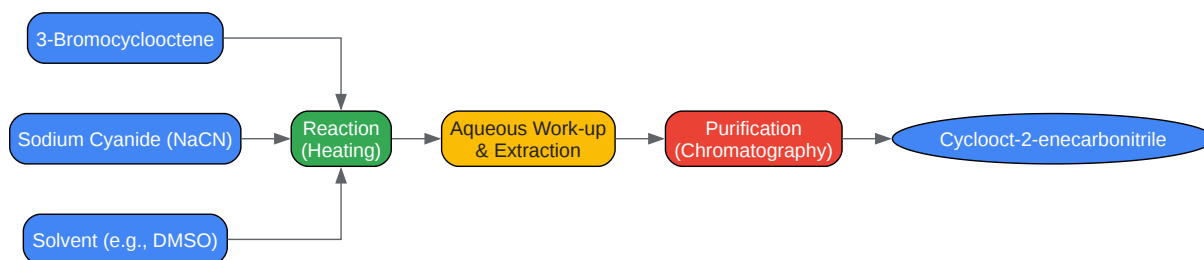 3-Bromocyclooctene
Sodium Cyanide (NaCN)
Solvent (e.g., DMSO)
Reaction
(Heating)
Aqueous Work-up
& Extraction
Purification
(Chromatography)
Cyclooct-2-enecarbonitrile